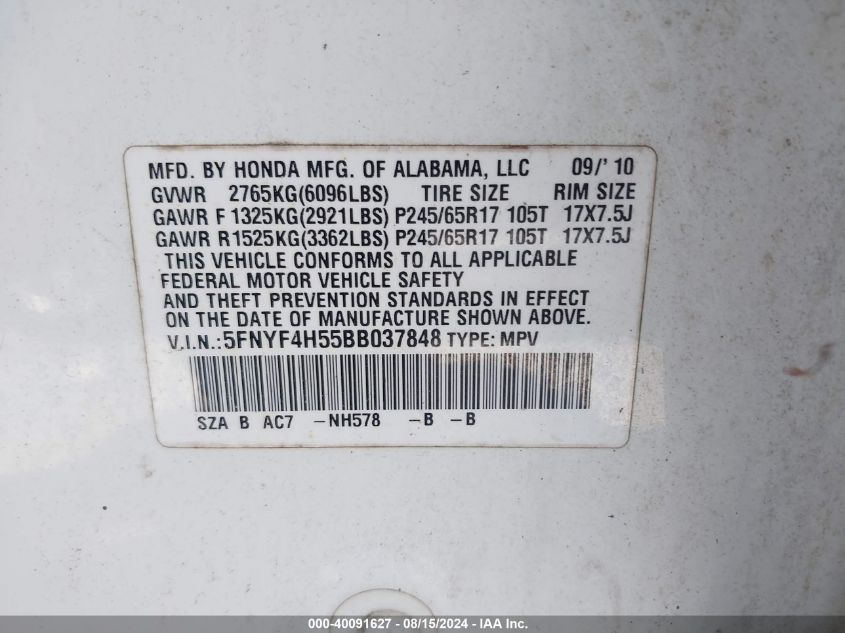 MFD. BY HONDA MFG. OF ALABAMA, LLC 09/' 10
GVWR 2765KG(6096LBS) TIRE SIZE RIM SIZE
GAWR F 1325KG(2921LBS) P245/65R17 105T 17X7.5J
GAWR R1525KG(3362LBS) P245/65R17 105T 17X7.5J
THIS VEHICLE CONFORMS TO ALL APPLICABLE
FEDERAL MOTOR VEHICLE SAFETY
AND THEFT PREVENTION STANDARDS IN EFFECT
ON THE DATE OF MANUFACTURE SHOWN ABOVE.
V.I.N.:5FNYF4H55BB037848 TYPE: MPV
SZA B AC7 -NH578 -B -B
000-40091627 - 08/15/2024 - IAA Inc.